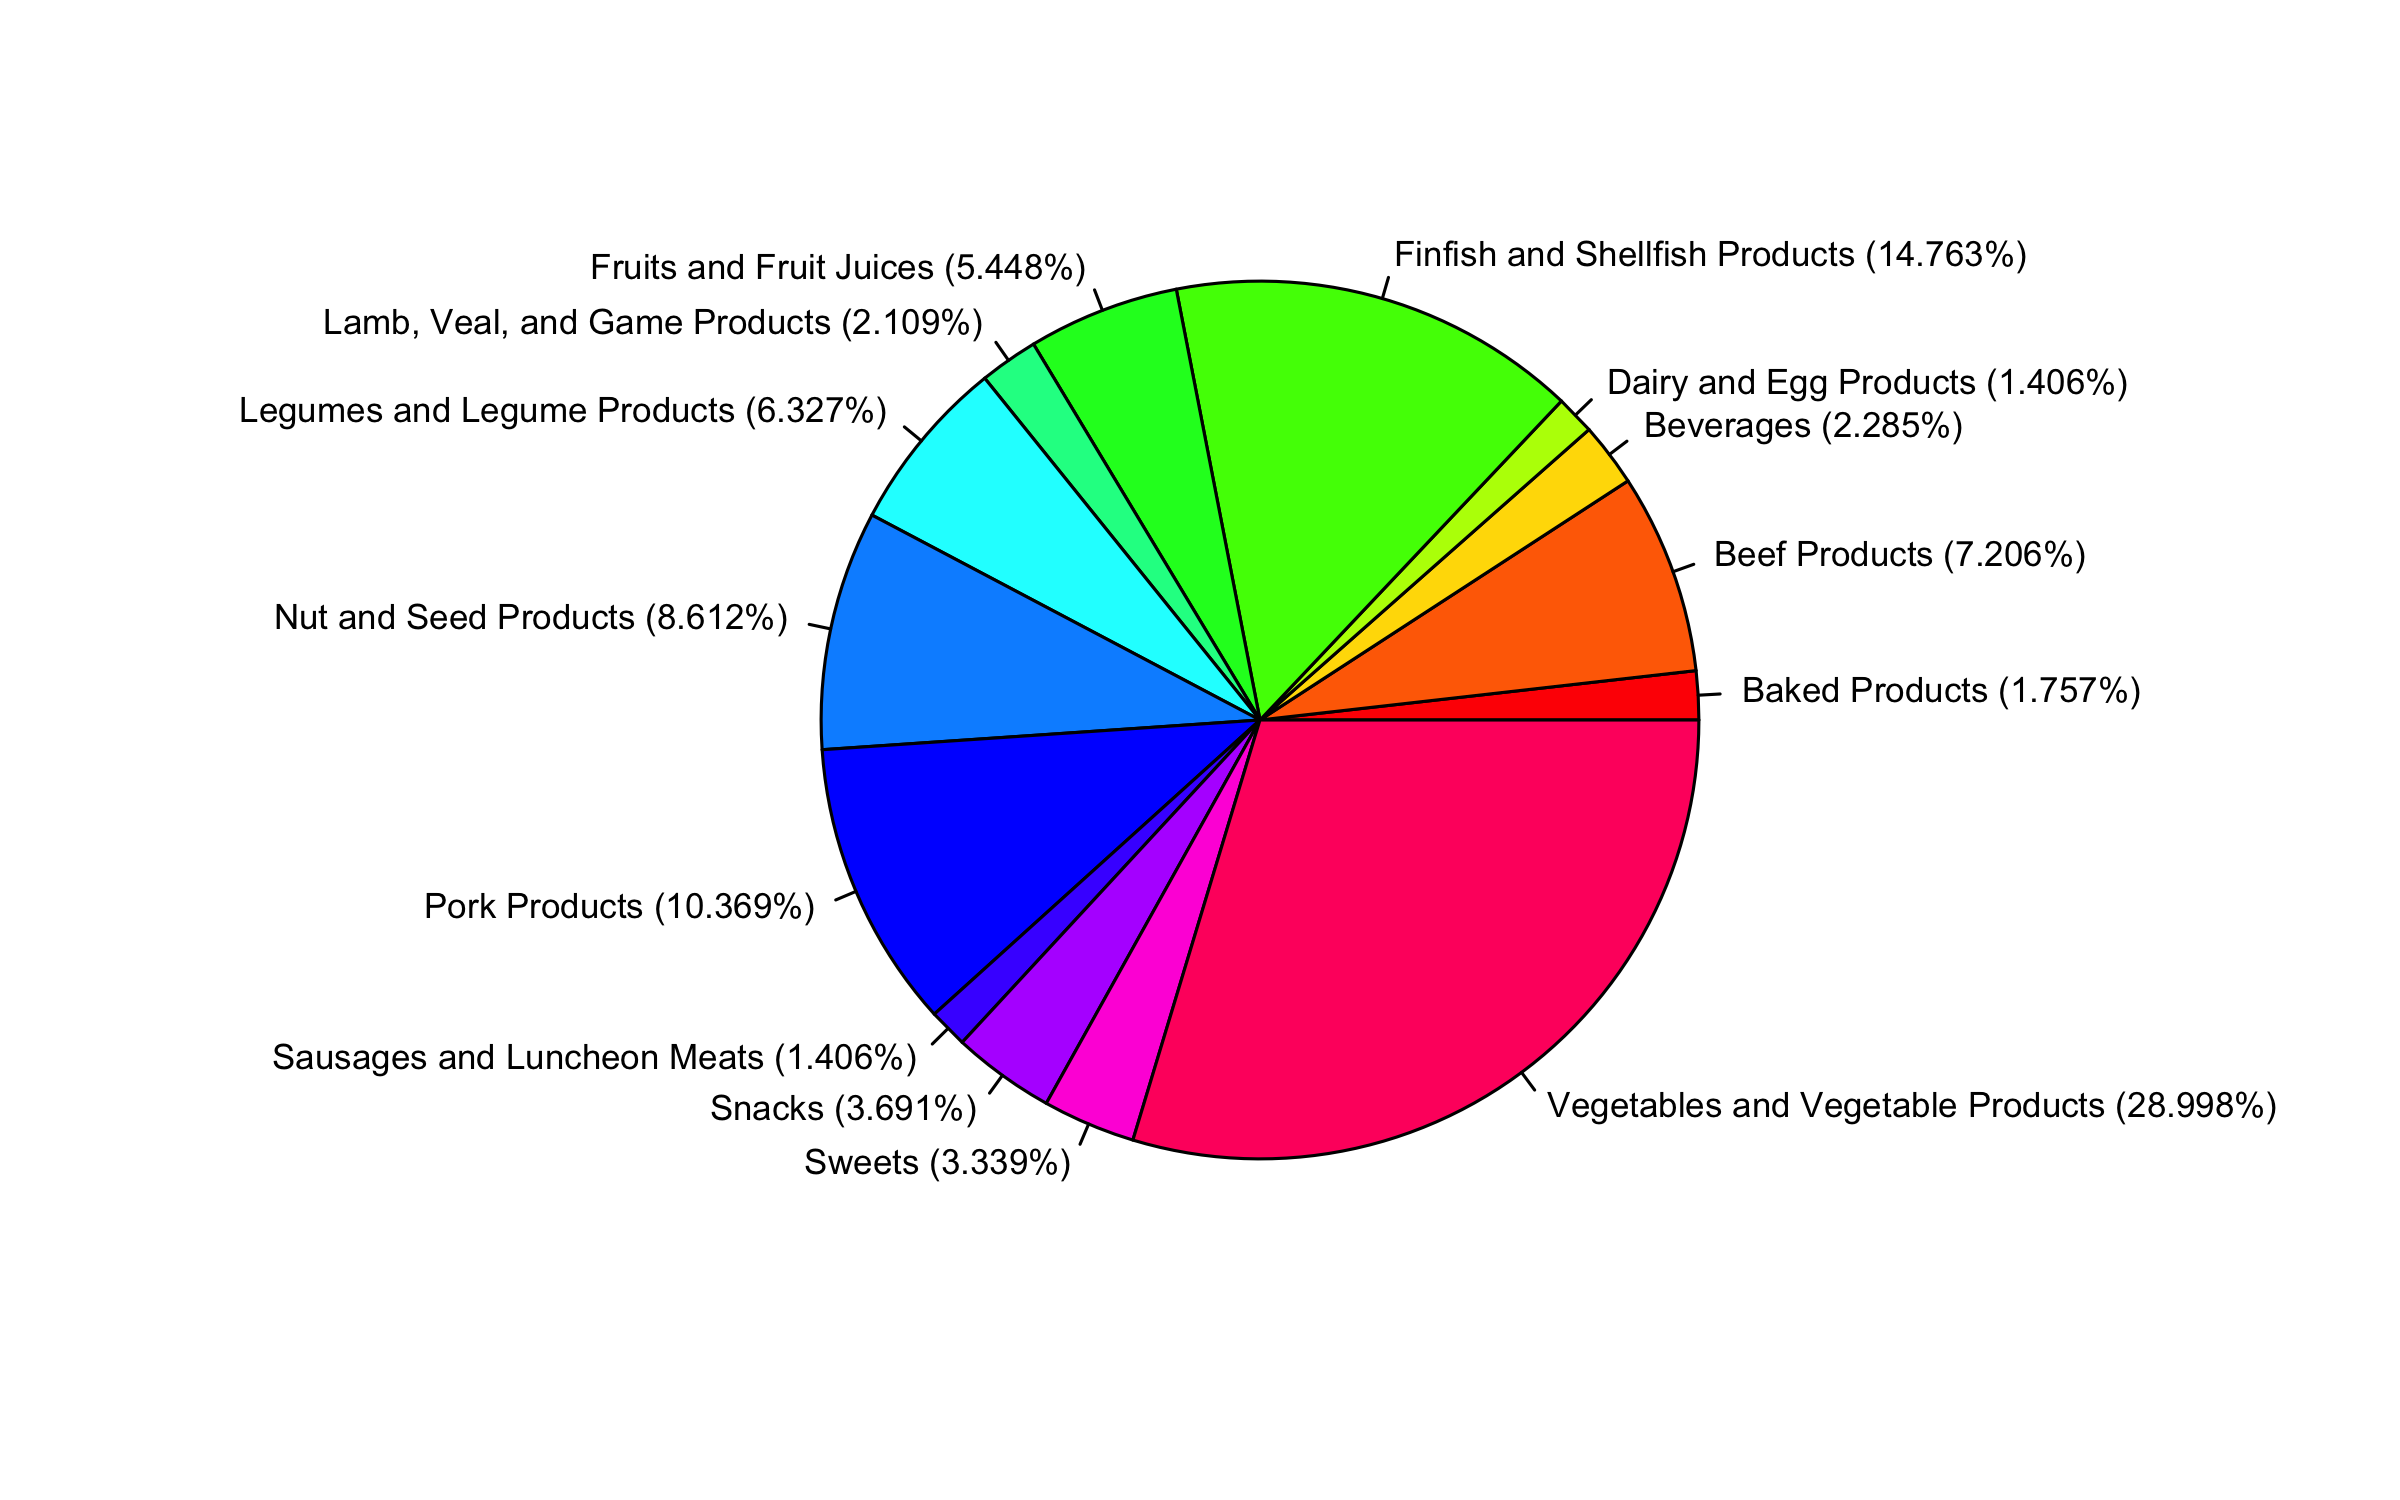 Finfish and Shellfish Products (14.763%)
Fruits and Fruit Juices (5.448%)
Lamb, Veal, and Game Products (2.109%)
Dairy and Egg Products (1.406%)
Legumes and Legume Products (6.327%)
Beverages (2.285%)
Beef Products (7.206%)
Nut and Seed Products (8.612%)
Baked Products (1.757%)
Pork Products (10.369%)
Sausages and Luncheon Meats (1.406%)
Vegetables and Vegetable Products (28.998%)
Snacks (3.691%)
Sweets (3.339%)